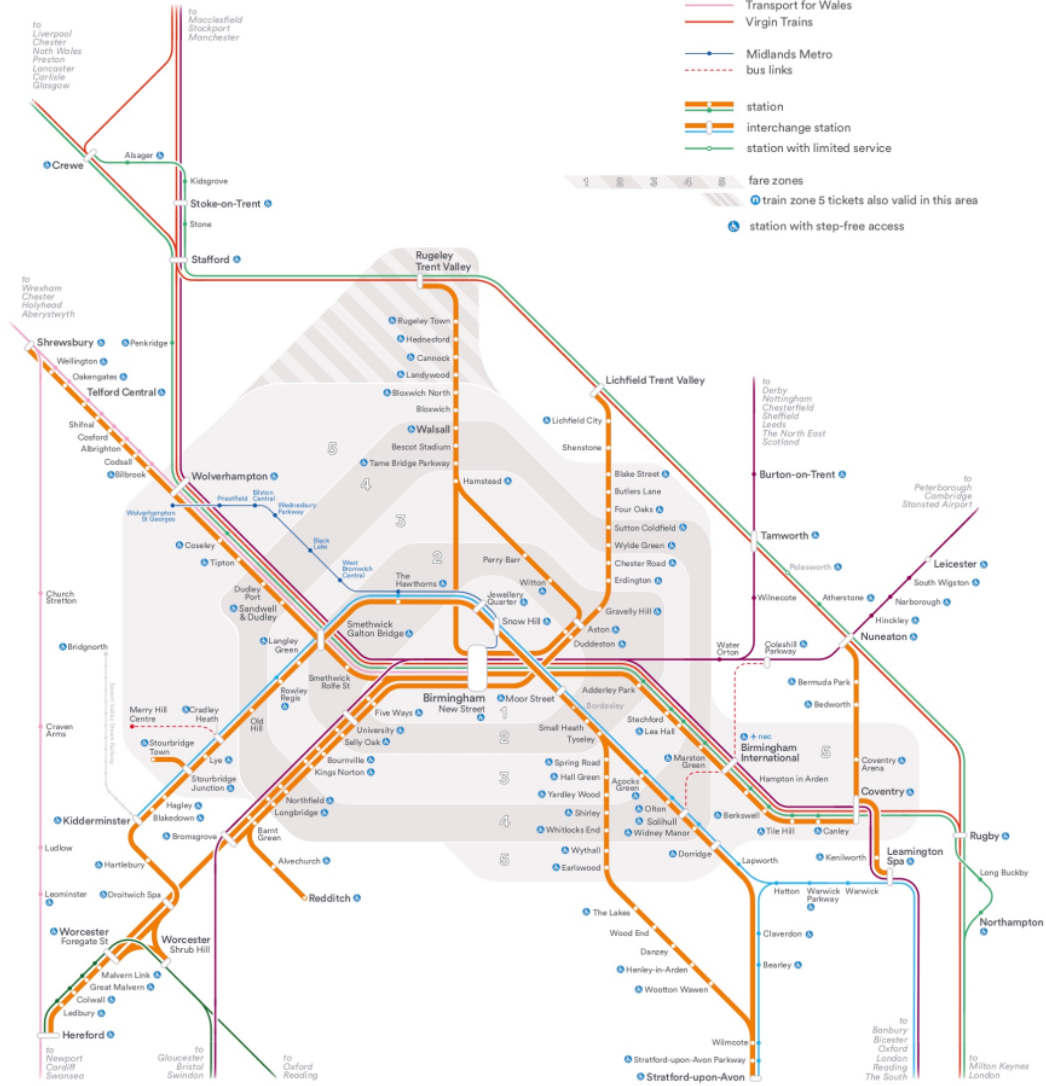 Transport for Wales
Virgin Trains
Midlands Metro
bus links
station
interchange station
station with limited service
1 2 3 4 5 fare zones
n train zone 5 tickets also valid in this area
station with step-free access
to
Liverpool
Chester
Noth Wales
Preston
Lancaster
Carlisle
Glasgow
to
Macclesfield
Stockport
Manchester
Crewe
Alsager
Kidsgrove
Stoke-on-Trent
Stone
Stafford
Penkridge
to
Wrexham
Chester
Holyhead
Aberystwyth
Shrewsbury
Wellington
Oakengates
Telford Central
Shifnal
Cosford
Albrighton
Codsall
Bilbrook
Wolverhampton
Rugeley
Trent Valley
Rugeley Town
Hednesford
Cannock
Landywood
Bloxwich North
Bloxwich
Walsall
Bescot Stadium
Tame Bridge Parkway
Hamstead
Perry Barr
Witton
Lichfield Trent Valley
Lichfield City
Shenstone
Blake Street
Butlers Lane
Four Oaks
Sutton Coldfield
Wylde Green
Chester Road
Erdington
Gravelly Hill
Aston
Duddeston
to
Derby
Nottingham
Chesterfield
Sheffield
Leeds
The North East
Scotland
Burton-on-Trent
Tamworth
Polesworth
Atherstone
Wilnecote
Water
Orton
Coleshill
Parkway
Nuneaton
Hinckley
Narborough
South Wigston
Leicester
to
Peterborough
Cambridge
Stansted Airport
Bermuda Park
Bedworth
Coventry
Arena
Coventry
5
4
3
2
Wolverhampton
St Georges
Priestfield
Bilston
Central
Wednesbury
Parkway
Black
Lake
West
Bromwich
Central
The
Hawthorns
Jewellery
Quarter
Snow Hill
Coseley
Tipton
Dudley
Port
Sandwell
& Dudley
Smethwick
Galton Bridge
Smethwick
Rolfe St
Langley
Green
Rowley
Regis
Old
Hill
Cradley
Heath
Merry Hill
Centre
Lye
Stourbridge
Town
Stourbridge
Junction
Hagley
Blakedown
Kidderminster
Bridgnorth
Severn Valley Steam Railway
Church
Stretton
Craven
Arms
Ludlow
Leominster
Hartlebury
Droitwich Spa
Worcester
Foregate St
Worcester
Shrub Hill
Malvern Link
Great Malvern
Colwall
Ledbury
Hereford
to
Newport
Cardiff
Swansea
to
Gloucester
Bristol
Swindon
to
Oxford
Reading
Birmingham
New Street
Moor Street
Bordesley
Adderley Park
Stechford
Lea Hall
Marston
Green
+ nec
Birmingham
International
Hampton in Arden
Berkswell
Tile Hill
Canley
5
1
2
3
4
5
Five Ways
University
Selly Oak
Bournville
Kings Norton
Northfield
Longbridge
Barnt
Green
Bromsgrove
Alvechurch
Redditch
Small Heath
Tyseley
Spring Road
Hall Green
Yardley Wood
Shirley
Whitlocks End
Wythall
Earlswood
The Lakes
Wood End
Danzey
Henley-in-Arden
Wootton Wawen
Wilmcote
Stratford-upon-Avon Parkway
Stratford-upon-Avon
Acocks
Green
Olton
Solihull
Widney Manor
Dorridge
Lapworth
Hatton
Warwick
Parkway
Warwick
Claverdon
Bearley
Kenilworth
Leamington
Spa
Rugby
Long Buckby
Northampton
to
Banbury
Bicester
Oxford
London
Reading
The South
to
Milton Keynes
London